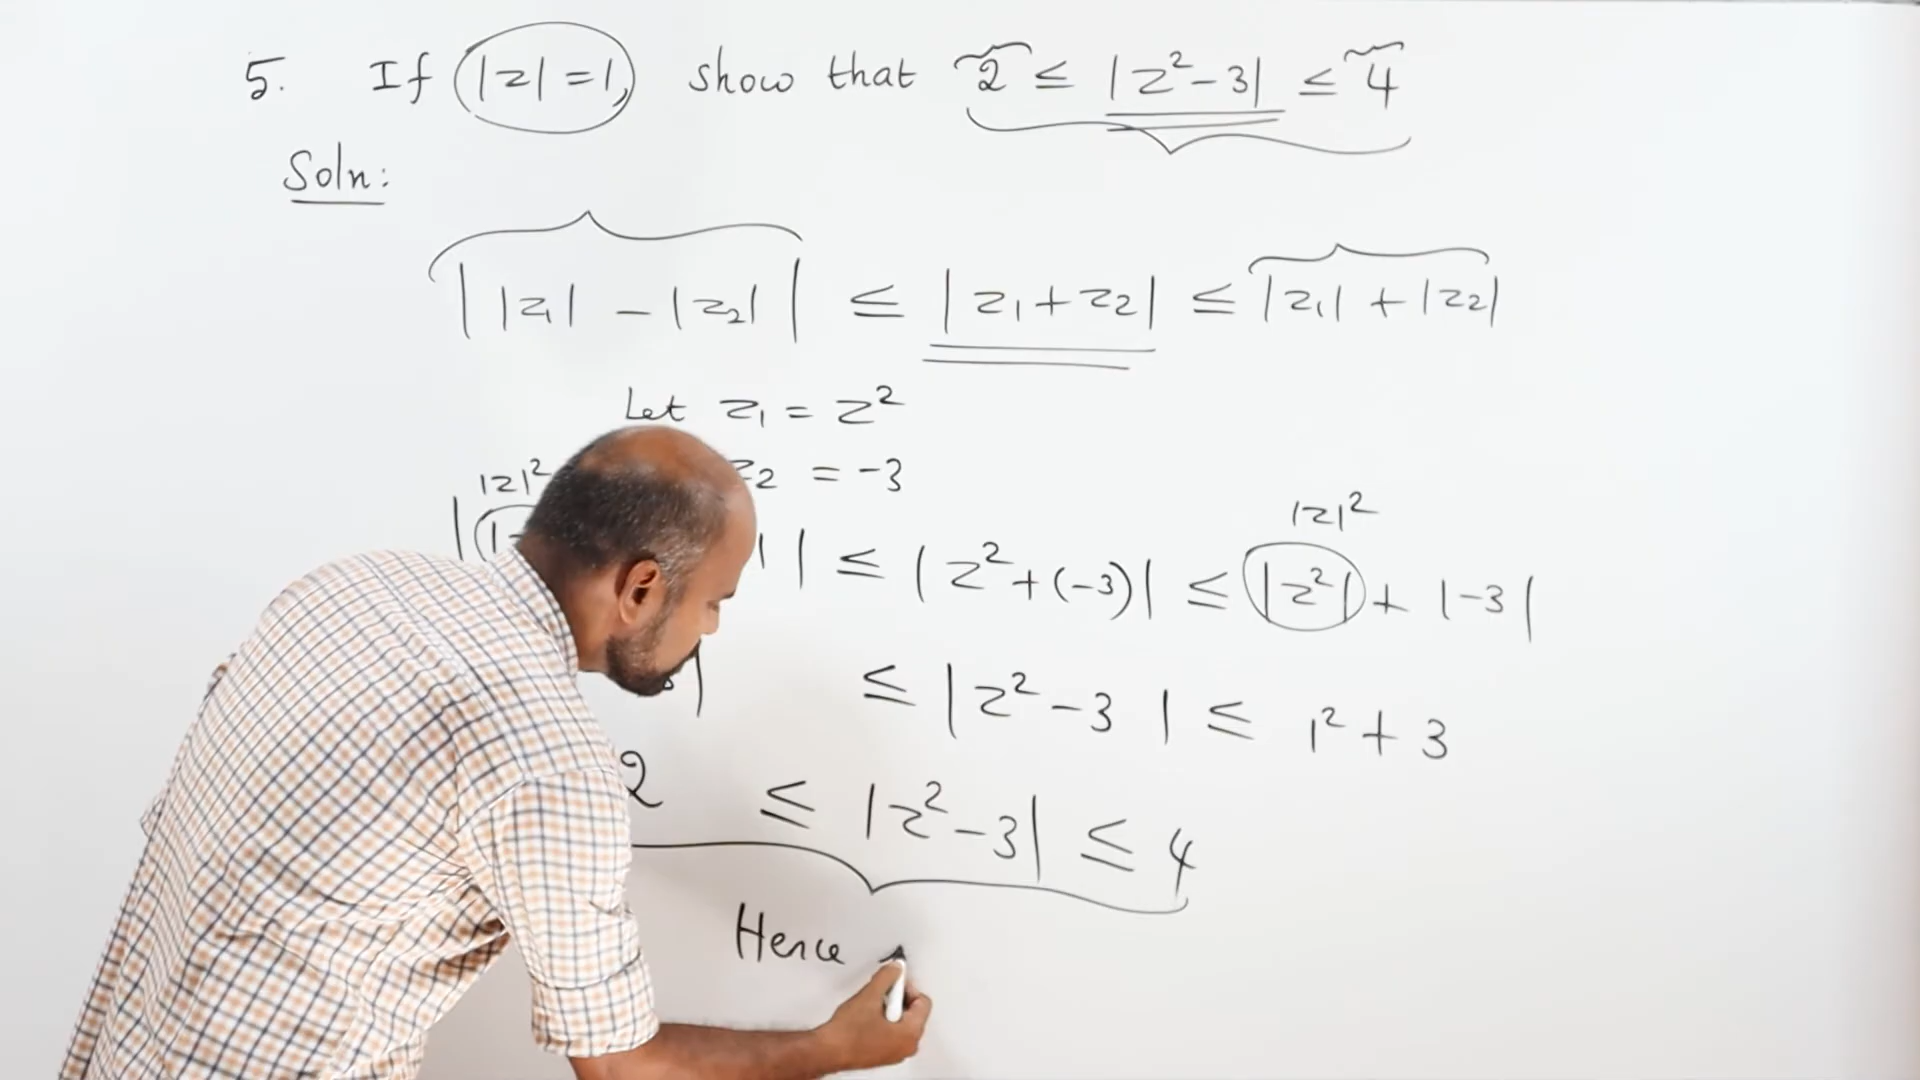 5. If |z| = 1, show that 2 ≤ |z² - 3| ≤ 4
Soln:
| |z₁| - |z₂| | ≤ |z₁ + z₂| ≤ |z₁| + |z₂|
Let z₁ = z²
z₂ = -3
|z|² |z|²
| | ≤ |z² + (-3)| ≤ |z²| + |-3|
≤ |z² - 3| ≤ 1² + 3
2 ≤ |z² - 3| ≤ 4
Hence